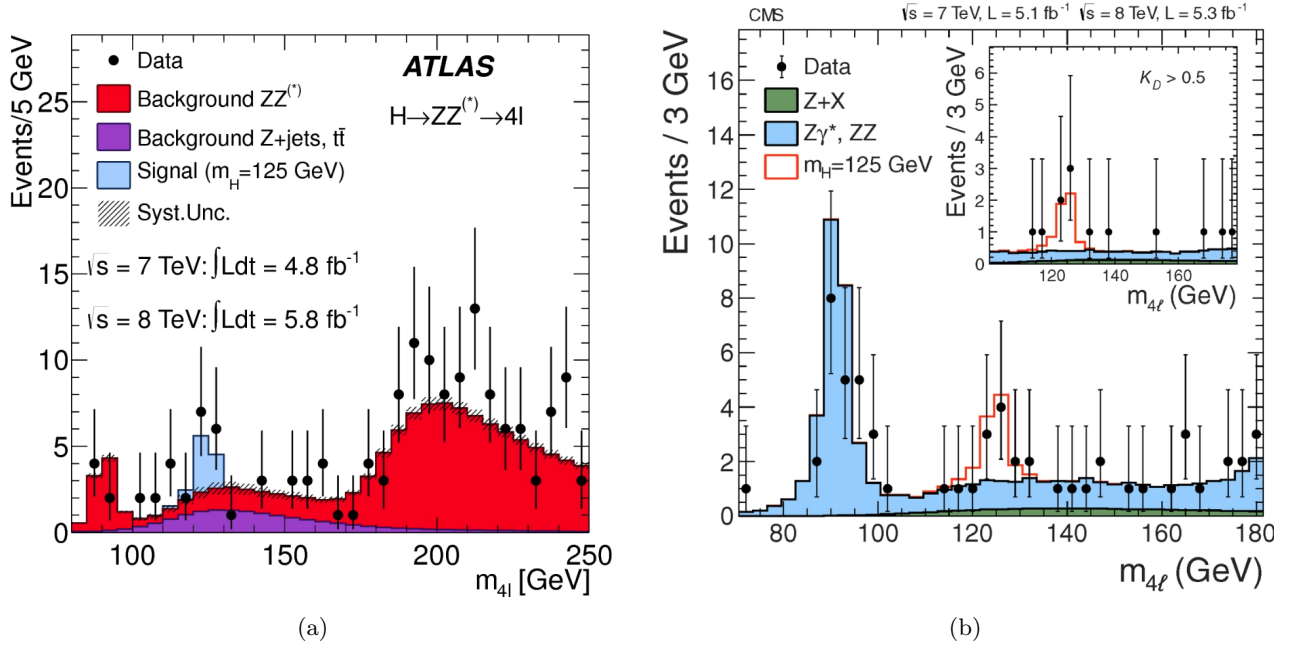 Events/5 GeV
25
20
15
10
5
0
Data
Background ZZ(*)
Background Z+jets, tt̄
Signal (mH=125 GeV)
Syst.Unc.
ATLAS
H→ZZ(*)→4l
√s = 7 TeV: ∫Ldt = 4.8 fb-1
√s = 8 TeV: ∫Ldt = 5.8 fb-1
100 150 200 250
m4l [GeV]
(a)
CMS √s = 7 TeV, L = 5.1 fb-1 √s = 8 TeV, L = 5.3 fb-1
Events / 3 GeV
16
14
12
10
8
6
4
2
0
Data
Z+X
Zγ*, ZZ
mH=125 GeV
KD > 0.5
Events / 3 GeV
6
5
4
3
2
1
0
120 140 160
m4ℓ (GeV)
80 100 120 140 160 180
m4ℓ (GeV)
(b)